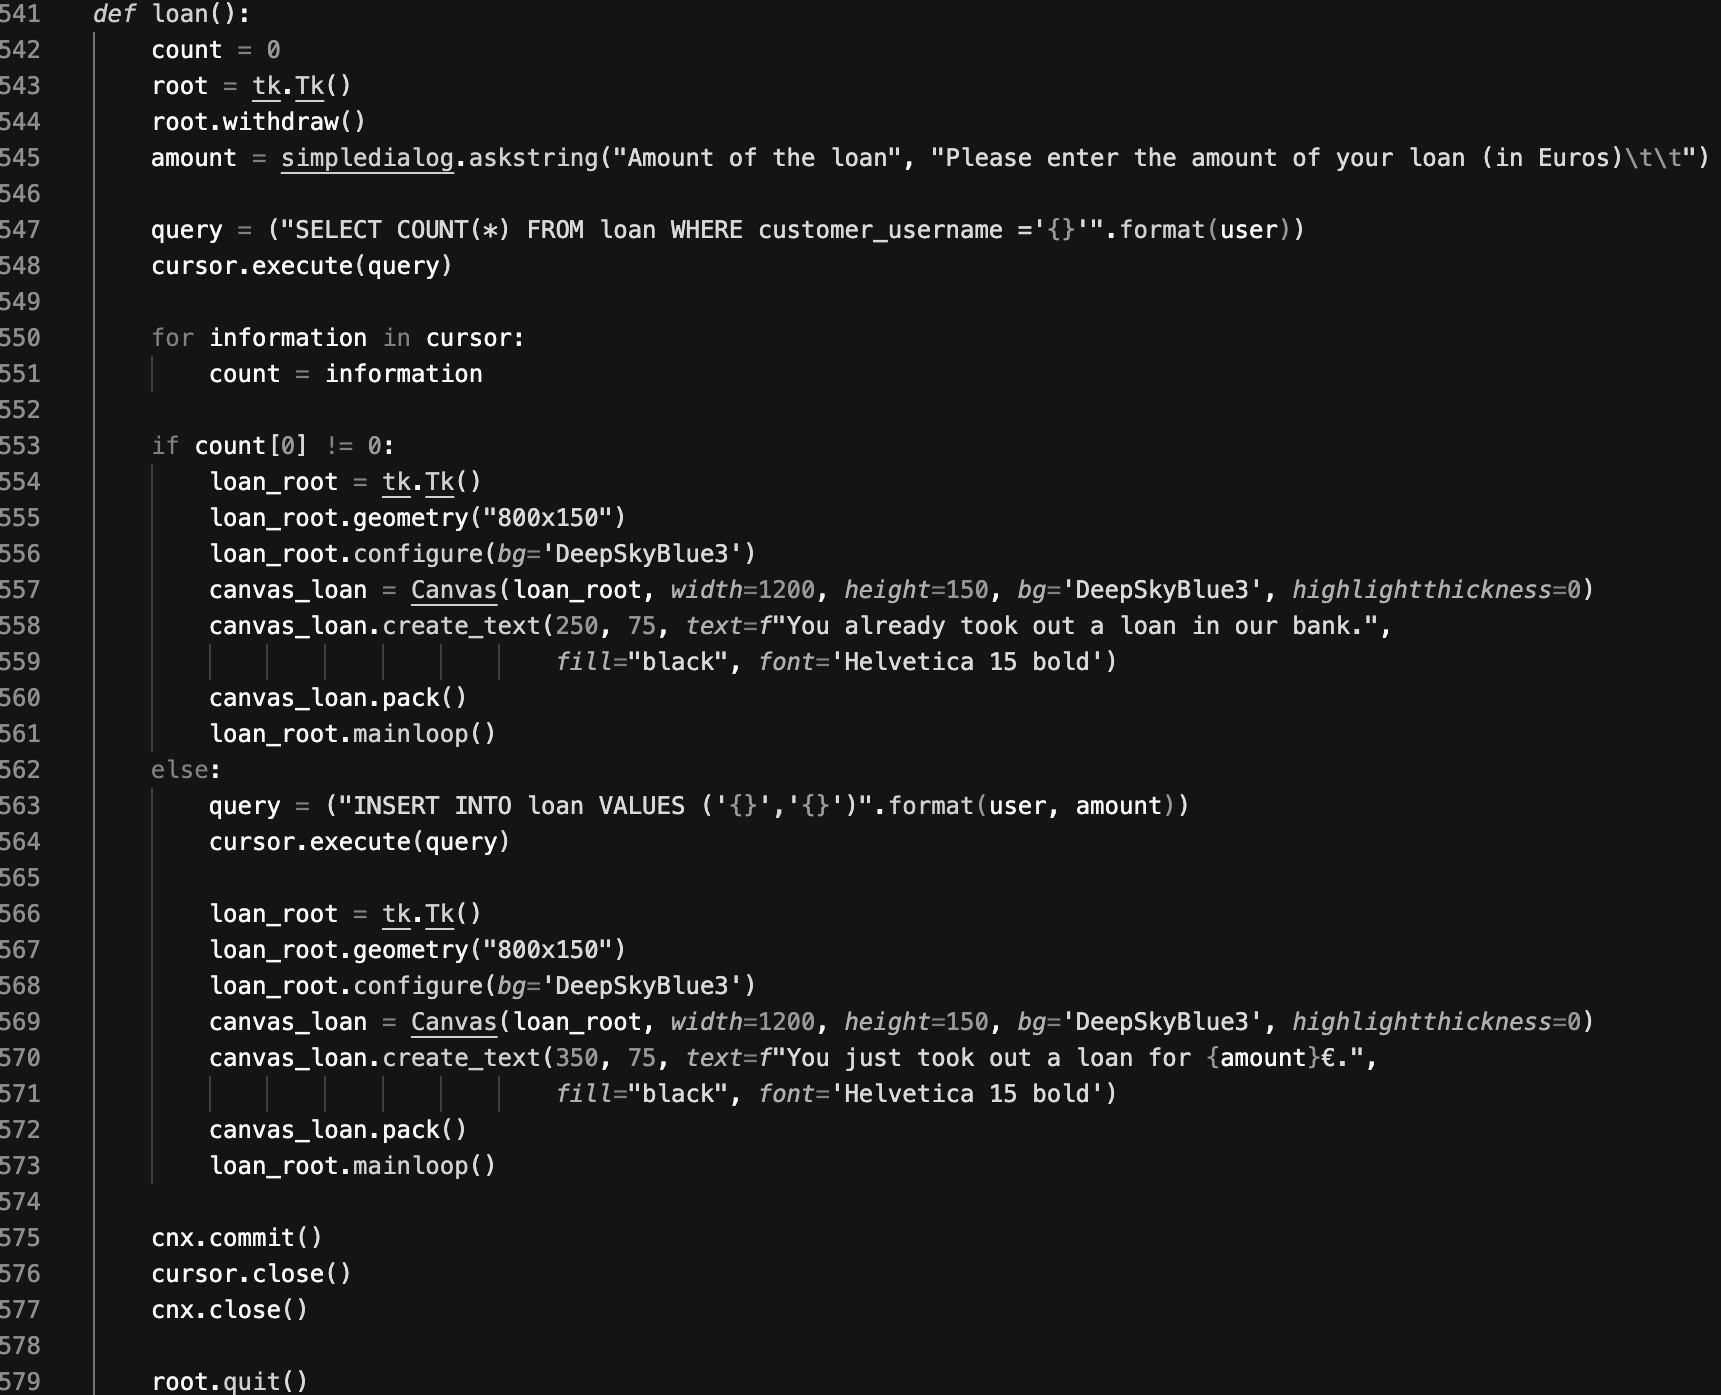 541 def loan():
542 count = 0
543 root = tk.Tk()
544 root.withdraw()
545 amount = simpledialog.askstring("Amount of the loan", "Please enter the amount of your loan (in Euros)\t\t")
546
547 query = ("SELECT COUNT(*) FROM loan WHERE customer_username ='{}'".format(user))
548 cursor.execute(query)
549
550 for information in cursor:
551 count = information
552
553 if count[0] != 0:
554 loan_root = tk.Tk()
555 loan_root.geometry("800x150")
556 loan_root.configure(bg='DeepSkyBlue3')
557 canvas_loan = Canvas(loan_root, width=1200, height=150, bg='DeepSkyBlue3', highlightthickness=0)
558 canvas_loan.create_text(250, 75, text=f"You already took out a loan in our bank.",
559 fill="black", font='Helvetica 15 bold')
560 canvas_loan.pack()
561 loan_root.mainloop()
562 else:
563 query = ("INSERT INTO loan VALUES ('{}','{}')".format(user, amount))
564 cursor.execute(query)
565
566 loan_root = tk.Tk()
567 loan_root.geometry("800x150")
568 loan_root.configure(bg='DeepSkyBlue3')
569 canvas_loan = Canvas(loan_root, width=1200, height=150, bg='DeepSkyBlue3', highlightthickness=0)
570 canvas_loan.create_text(350, 75, text=f"You just took out a loan for {amount}€.",
571 fill="black", font='Helvetica 15 bold')
572 canvas_loan.pack()
573 loan_root.mainloop()
574
575 cnx.commit()
576 cursor.close()
577 cnx.close()
578
579 root.quit()